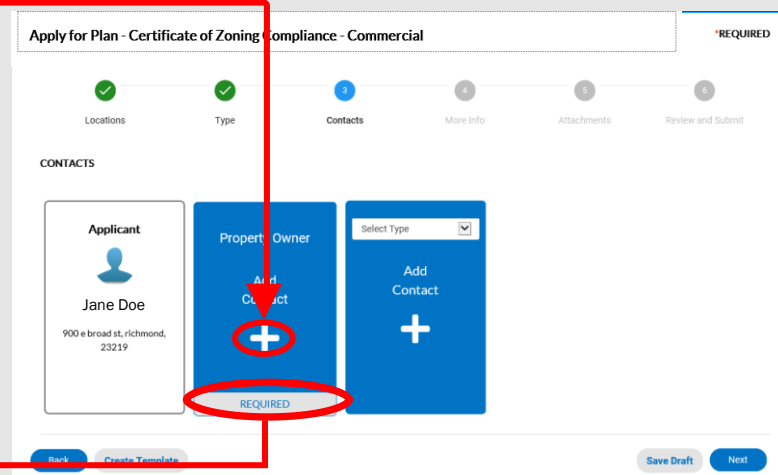 Apply for Plan - Certificate of Zoning Compliance - Commercial
*REQUIRED
3
4
5
6
Locations
Type
Contacts
More Info
Attachments
Review and Submit
CONTACTS
Applicant
Jane Doe
900 e broad st, richmond,
23219
Property Owner
Add
Contact
REQUIRED
Select Type
Add
Contact
Back
Create Template
Save Draft
Next